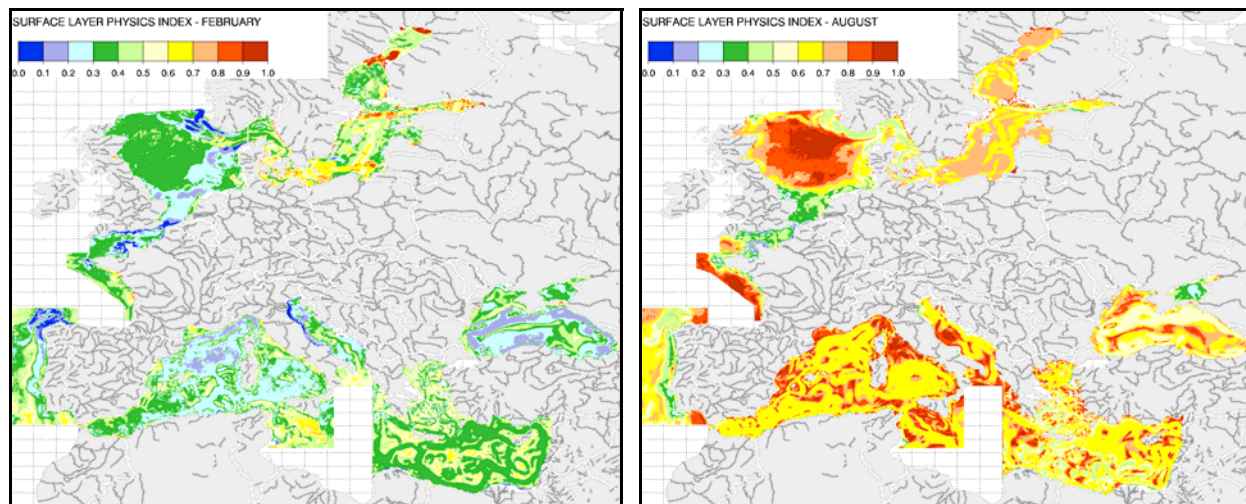 SURFACE LAYER PHYSICS INDEX - FEBRUARY
0.0 0.1 0.2 0.3 0.4 0.5 0.6 0.7 0.8 0.9 1.0
SURFACE LAYER PHYSICS INDEX - AUGUST
0.0 0.1 0.2 0.3 0.4 0.5 0.6 0.7 0.8 0.9 1.0